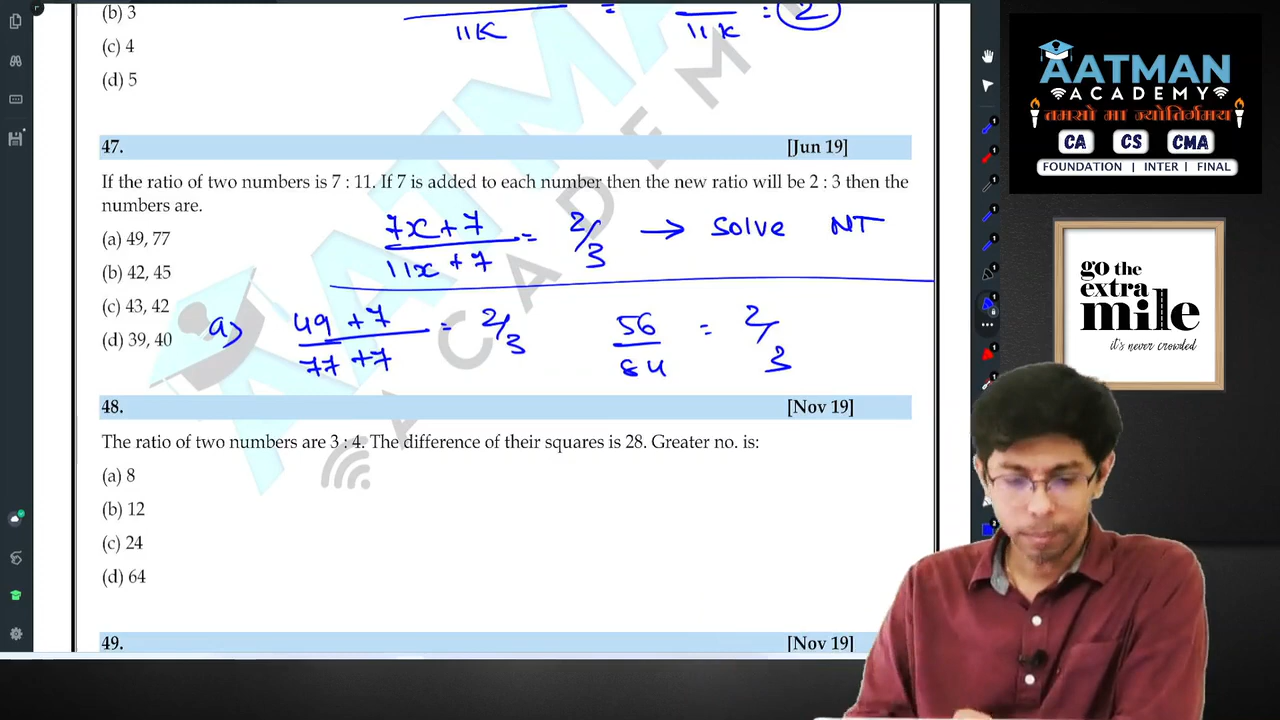 (b) 3
11K = 11K : 2
(c) 4
(d) 5
47. [Jun 19]
If the ratio of two numbers is 7 : 11. If 7 is added to each number then the new ratio will be 2 : 3 then the
numbers are.
7x + 7 / 11x + 7 = 2/3 → Solve NT
(a) 49, 77
(b) 42, 45
(c) 43, 42
(d) 39, 40
a) 49 + 7 / 77 + 7 = 2/3 56 / 84 = 2/3
48. [Nov 19]
The ratio of two numbers are 3 : 4. The difference of their squares is 28. Greater no. is:
(a) 8
(b) 12
(c) 24
(d) 64
49. [Nov 19]
AATMAN
ACADEMY
तमसो मा ज्योतिर्गमय
CA CS CMA
FOUNDATION | INTER | FINAL
go the
extra
mile
it's never crowded
AATMAN
ACADEM